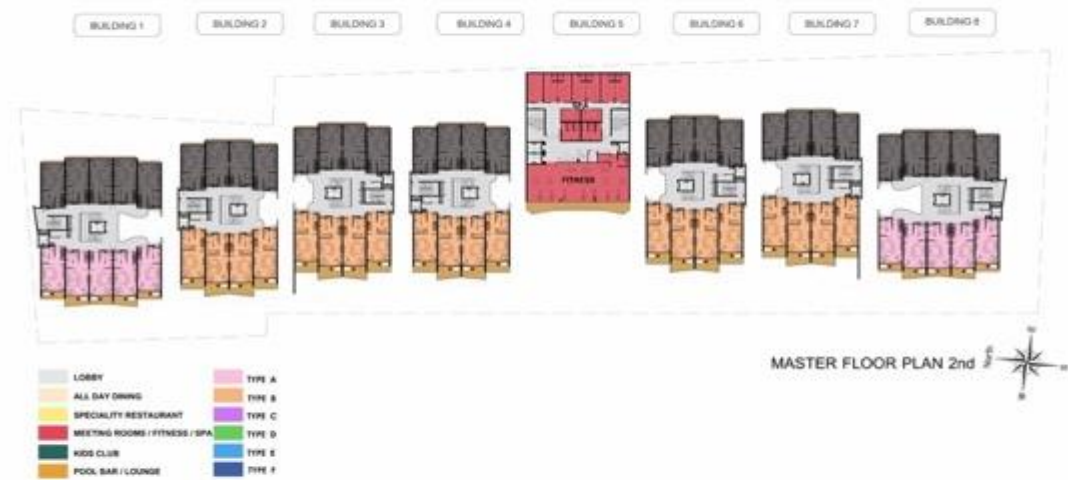 BUILDING 1
BUILDING 2
BUILDING 3
BUILDING 4
BUILDING 5
BUILDING 6
BUILDING 7
BUILDING 8
SPA
FITNESS
MASTER FLOOR PLAN 2nd
North
LOBBY
ALL DAY DINING
SPECIALITY RESTAURANT
MEETING ROOMS / FITNESS / SPA
KIDS CLUB
POOL BAR / LOUNGE
TYPE A
TYPE B
TYPE C
TYPE D
TYPE E
TYPE F